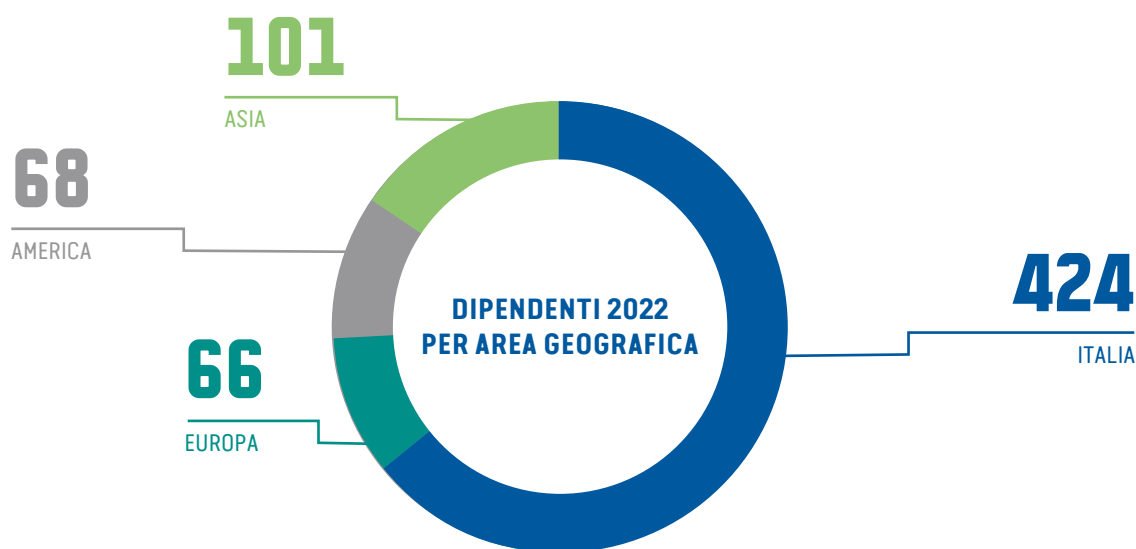 101
ASIA
68
AMERICA
424
ITALIA
DIPENDENTI 2022
PER AREA GEOGRAFICA
66
EUROPA